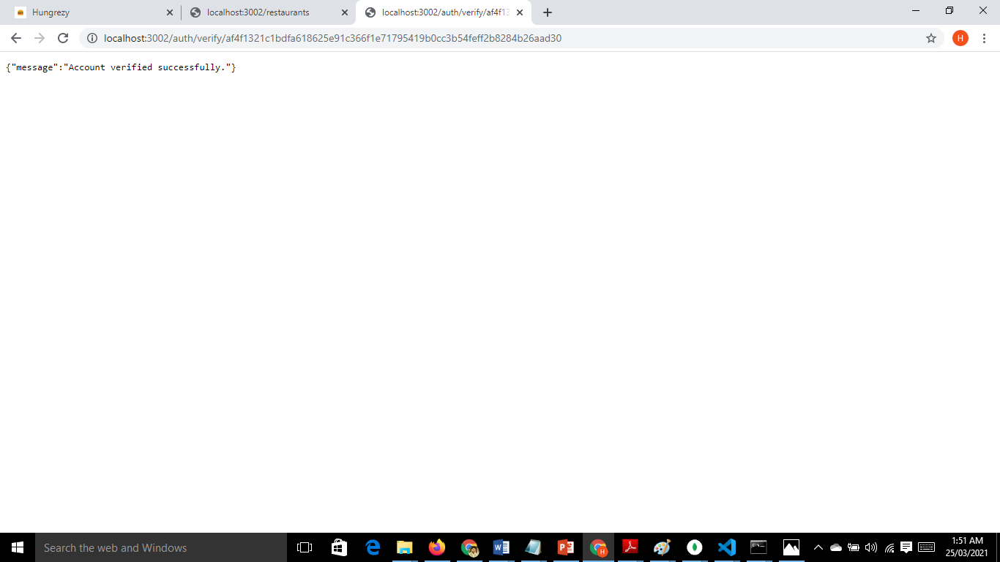 Hungrezy
localhost:3002/restaurants
localhost:3002/auth/verify/af4f13
localhost:3002/auth/verify/af4f1321c1bdfa618625e91c366f1e71795419b0cc3b54feff2b8284b26aad30
H
{"message":"Account verified successfully."}
Search the web and Windows
H
1:51 AM
25/03/2021